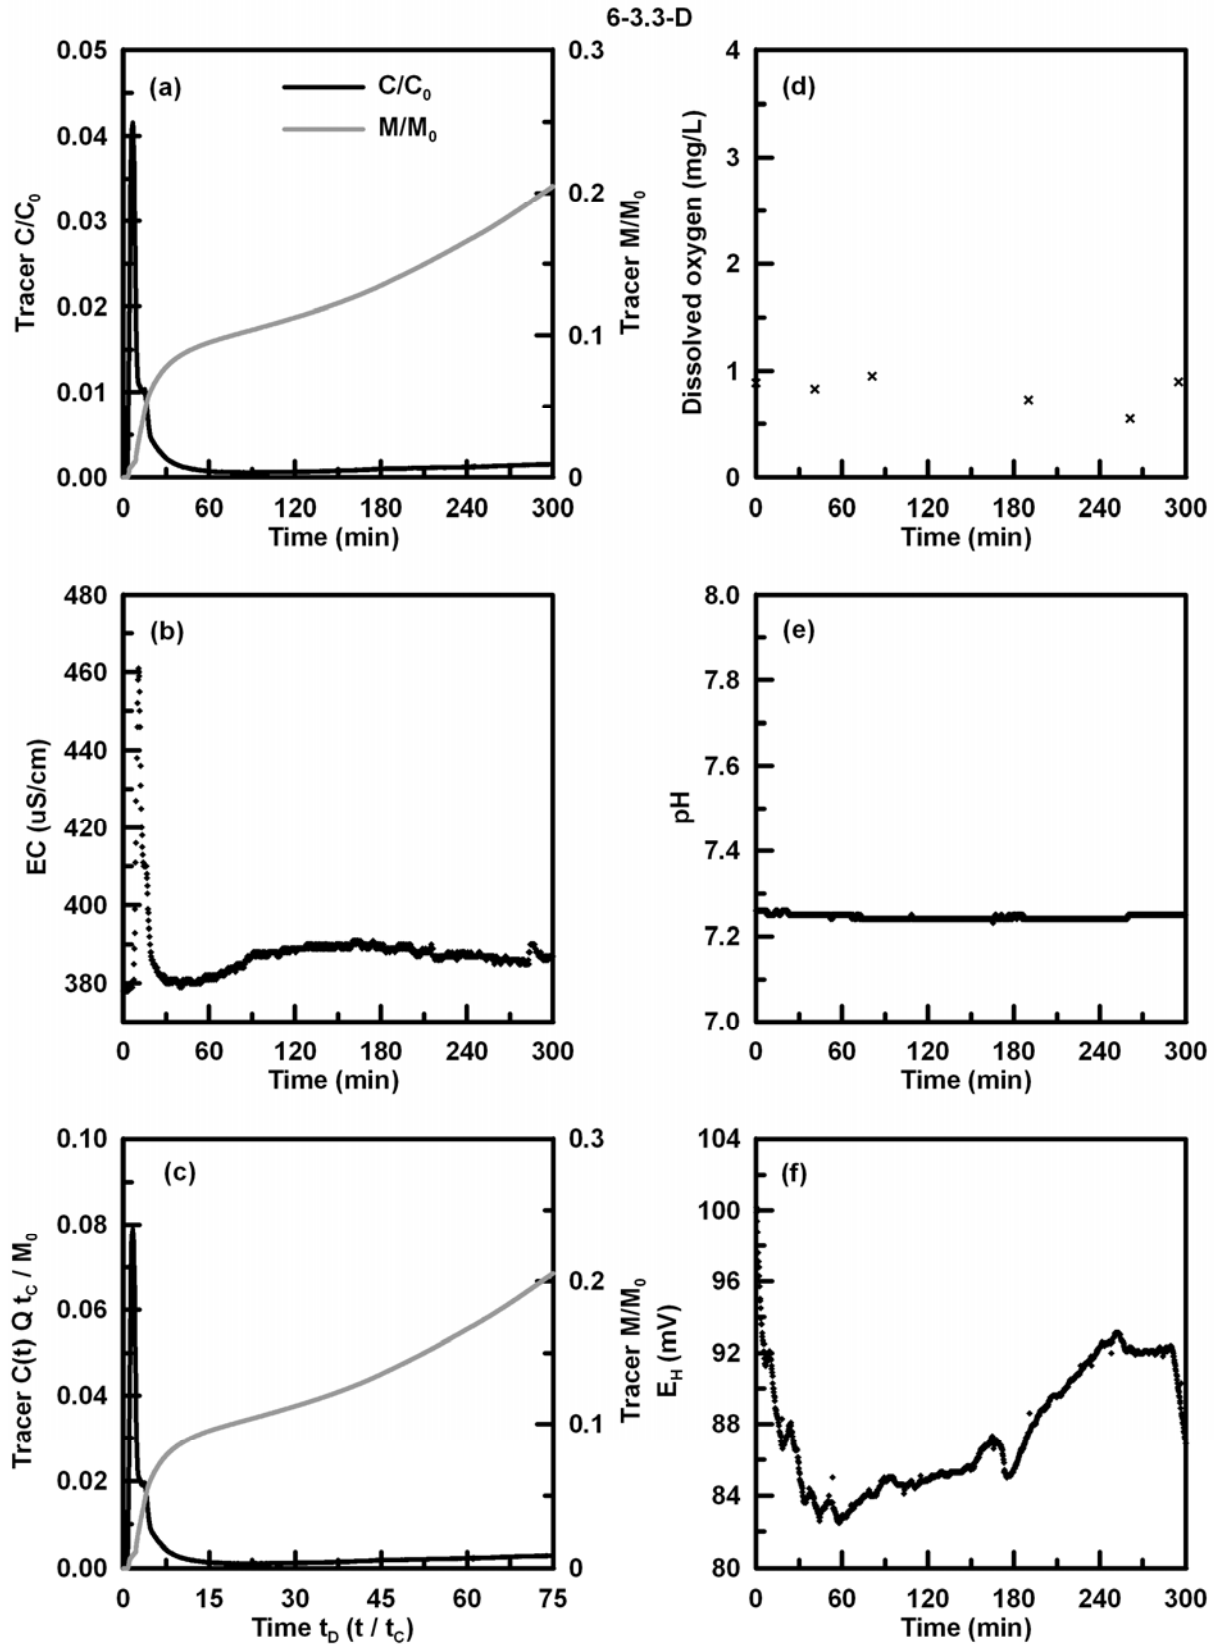 6-3.3-D
(a)
C/C0
M/M0
Tracer C/C0
0.05
0.04
0.03
0.02
0.01
0.00
Tracer M/M0
0.3
0.2
0.1
0
0 60 120 180 240 300
Time (min)
(d)
Dissolved oxygen (mg/L)
4
3
2
1
0
0 60 120 180 240 300
Time (min)
(b)
EC (uS/cm)
480
460
440
420
400
380
0 60 120 180 240 300
Time (min)
(e)
pH
8.0
7.8
7.6
7.4
7.2
7.0
0 60 120 180 240 300
Time (min)
(c)
Tracer C(t) Q tC / M0
0.10
0.08
0.06
0.04
0.02
0.00
Tracer M/M0
0.3
0.2
0.1
0
0 15 30 45 60 75
Time tD (t / tC)
(f)
EH (mV)
104
100
96
92
88
84
80
0 60 120 180 240 300
Time (min)